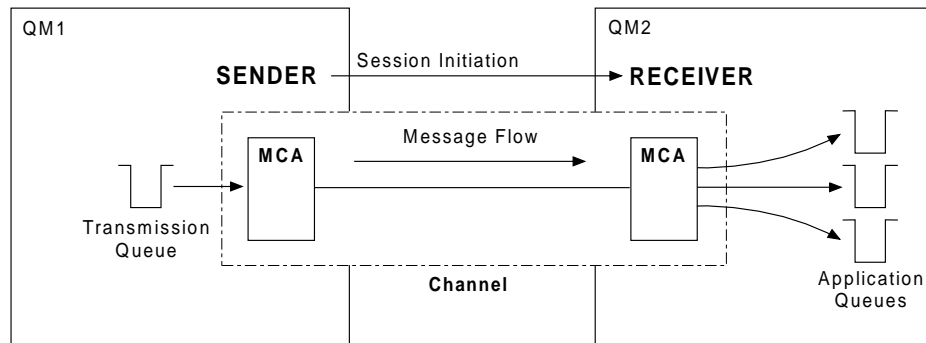 QM1
QM2
Session Initiation
SENDER
RECEIVER
Message Flow
MCA
MCA
Transmission
Queue
Channel
Application
Queues